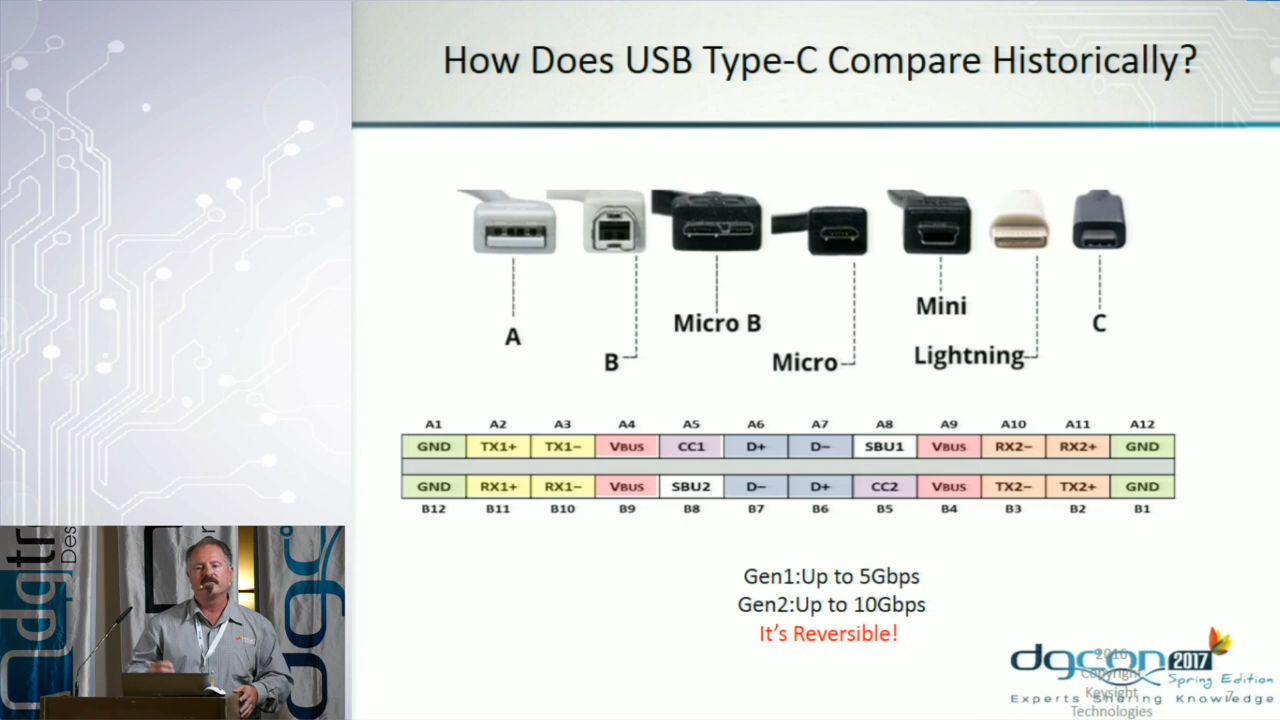 How Does USB Type-C Compare Historically?
A
B
Micro B
Micro
Mini
Lightning
C
A1 A2 A3 A4 A5 A6 A7 A8 A9 A10 A11 A12
GND TX1+ TX1− VBUS CC1 D+ D− SBU1 VBUS RX2− RX2+ GND
GND RX1+ RX1− VBUS SBU2 D− D+ CC2 VBUS TX2− TX2+ GND
B12 B11 B10 B9 B8 B7 B6 B5 B4 B3 B2 B1
Gen1:Up to 5Gbps
Gen2:Up to 10Gbps
It's Reversible!
dgcon 2017
Spring Edition
Experts Sharing Knowledge
2016
Copyright
Keysight
Technologies
7
Des